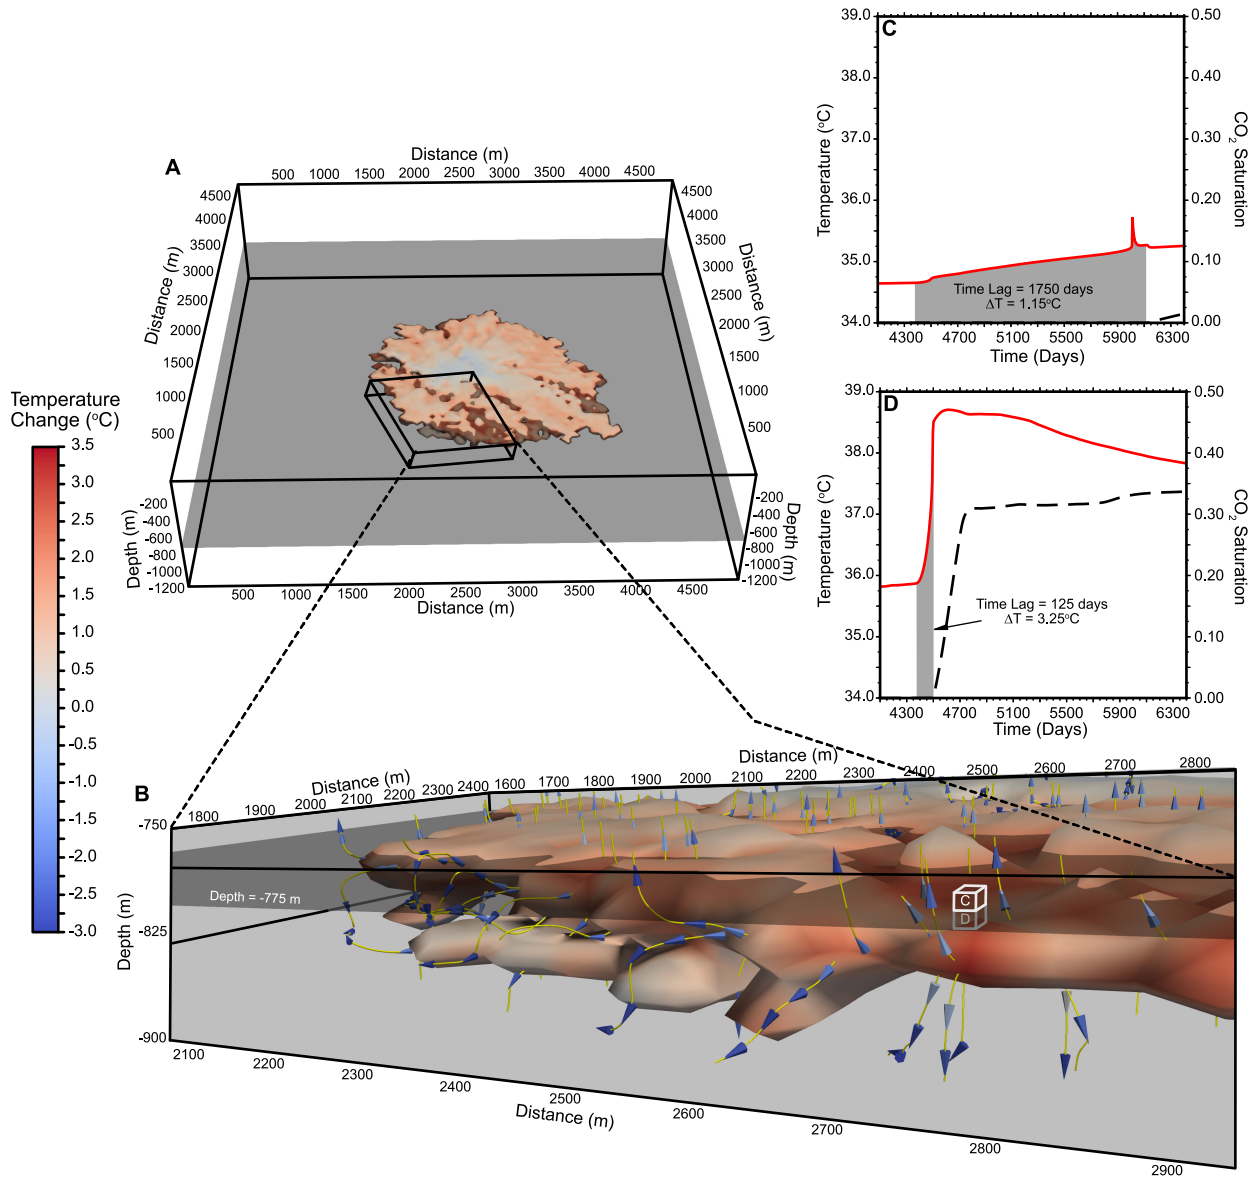 A
Distance (m)
500 1000 1500 2000 2500 3000 3500 4000 4500
4500
4000
3500
3000
2500
2000
1500
1000
500
Distance (m)
4500
4000
3500
3000
2500
2000
1500
1000
500
Distance (m)
-200
-400
-600
-800
-1000
-1200
Depth (m)
-200
-400
-600
-800
-1000
-1200
Depth (m)
500 1000 1500 2000 2500 3000 3500 4000 4500
Distance (m)
Temperature
Change (°C)
3.5
3.0
2.5
2.0
1.5
1.0
0.5
0.0
-0.5
-1.0
-1.5
-2.0
-2.5
-3.0
C
39.0
38.0
37.0
36.0
35.0
34.0
Temperature (°C)
0.50
0.40
0.30
0.20
0.10
0.00
CO₂ Saturation
Time Lag = 1750 days
ΔT = 1.15°C
4300 4700 5100 5500 5900 6300
Time (Days)
D
39.0
38.0
37.0
36.0
35.0
34.0
Temperature (°C)
0.50
0.40
0.30
0.20
0.10
0.00
CO₂ Saturation
Time Lag = 125 days
ΔT = 3.25°C
4300 4700 5100 5500 5900 6300
Time (Days)
B
Distance (m)
1800 1900 2000 2100 2200 2300 2400
Distance (m)
1600 1700 1800 1900 2000 2100 2200 2300 2400 2500 2600 2700 2800
-750
-825
-900
Depth (m)
Depth = -775 m
C
D
2100 2200 2300 2400 2500 2600 2700 2800 2900
Distance (m)